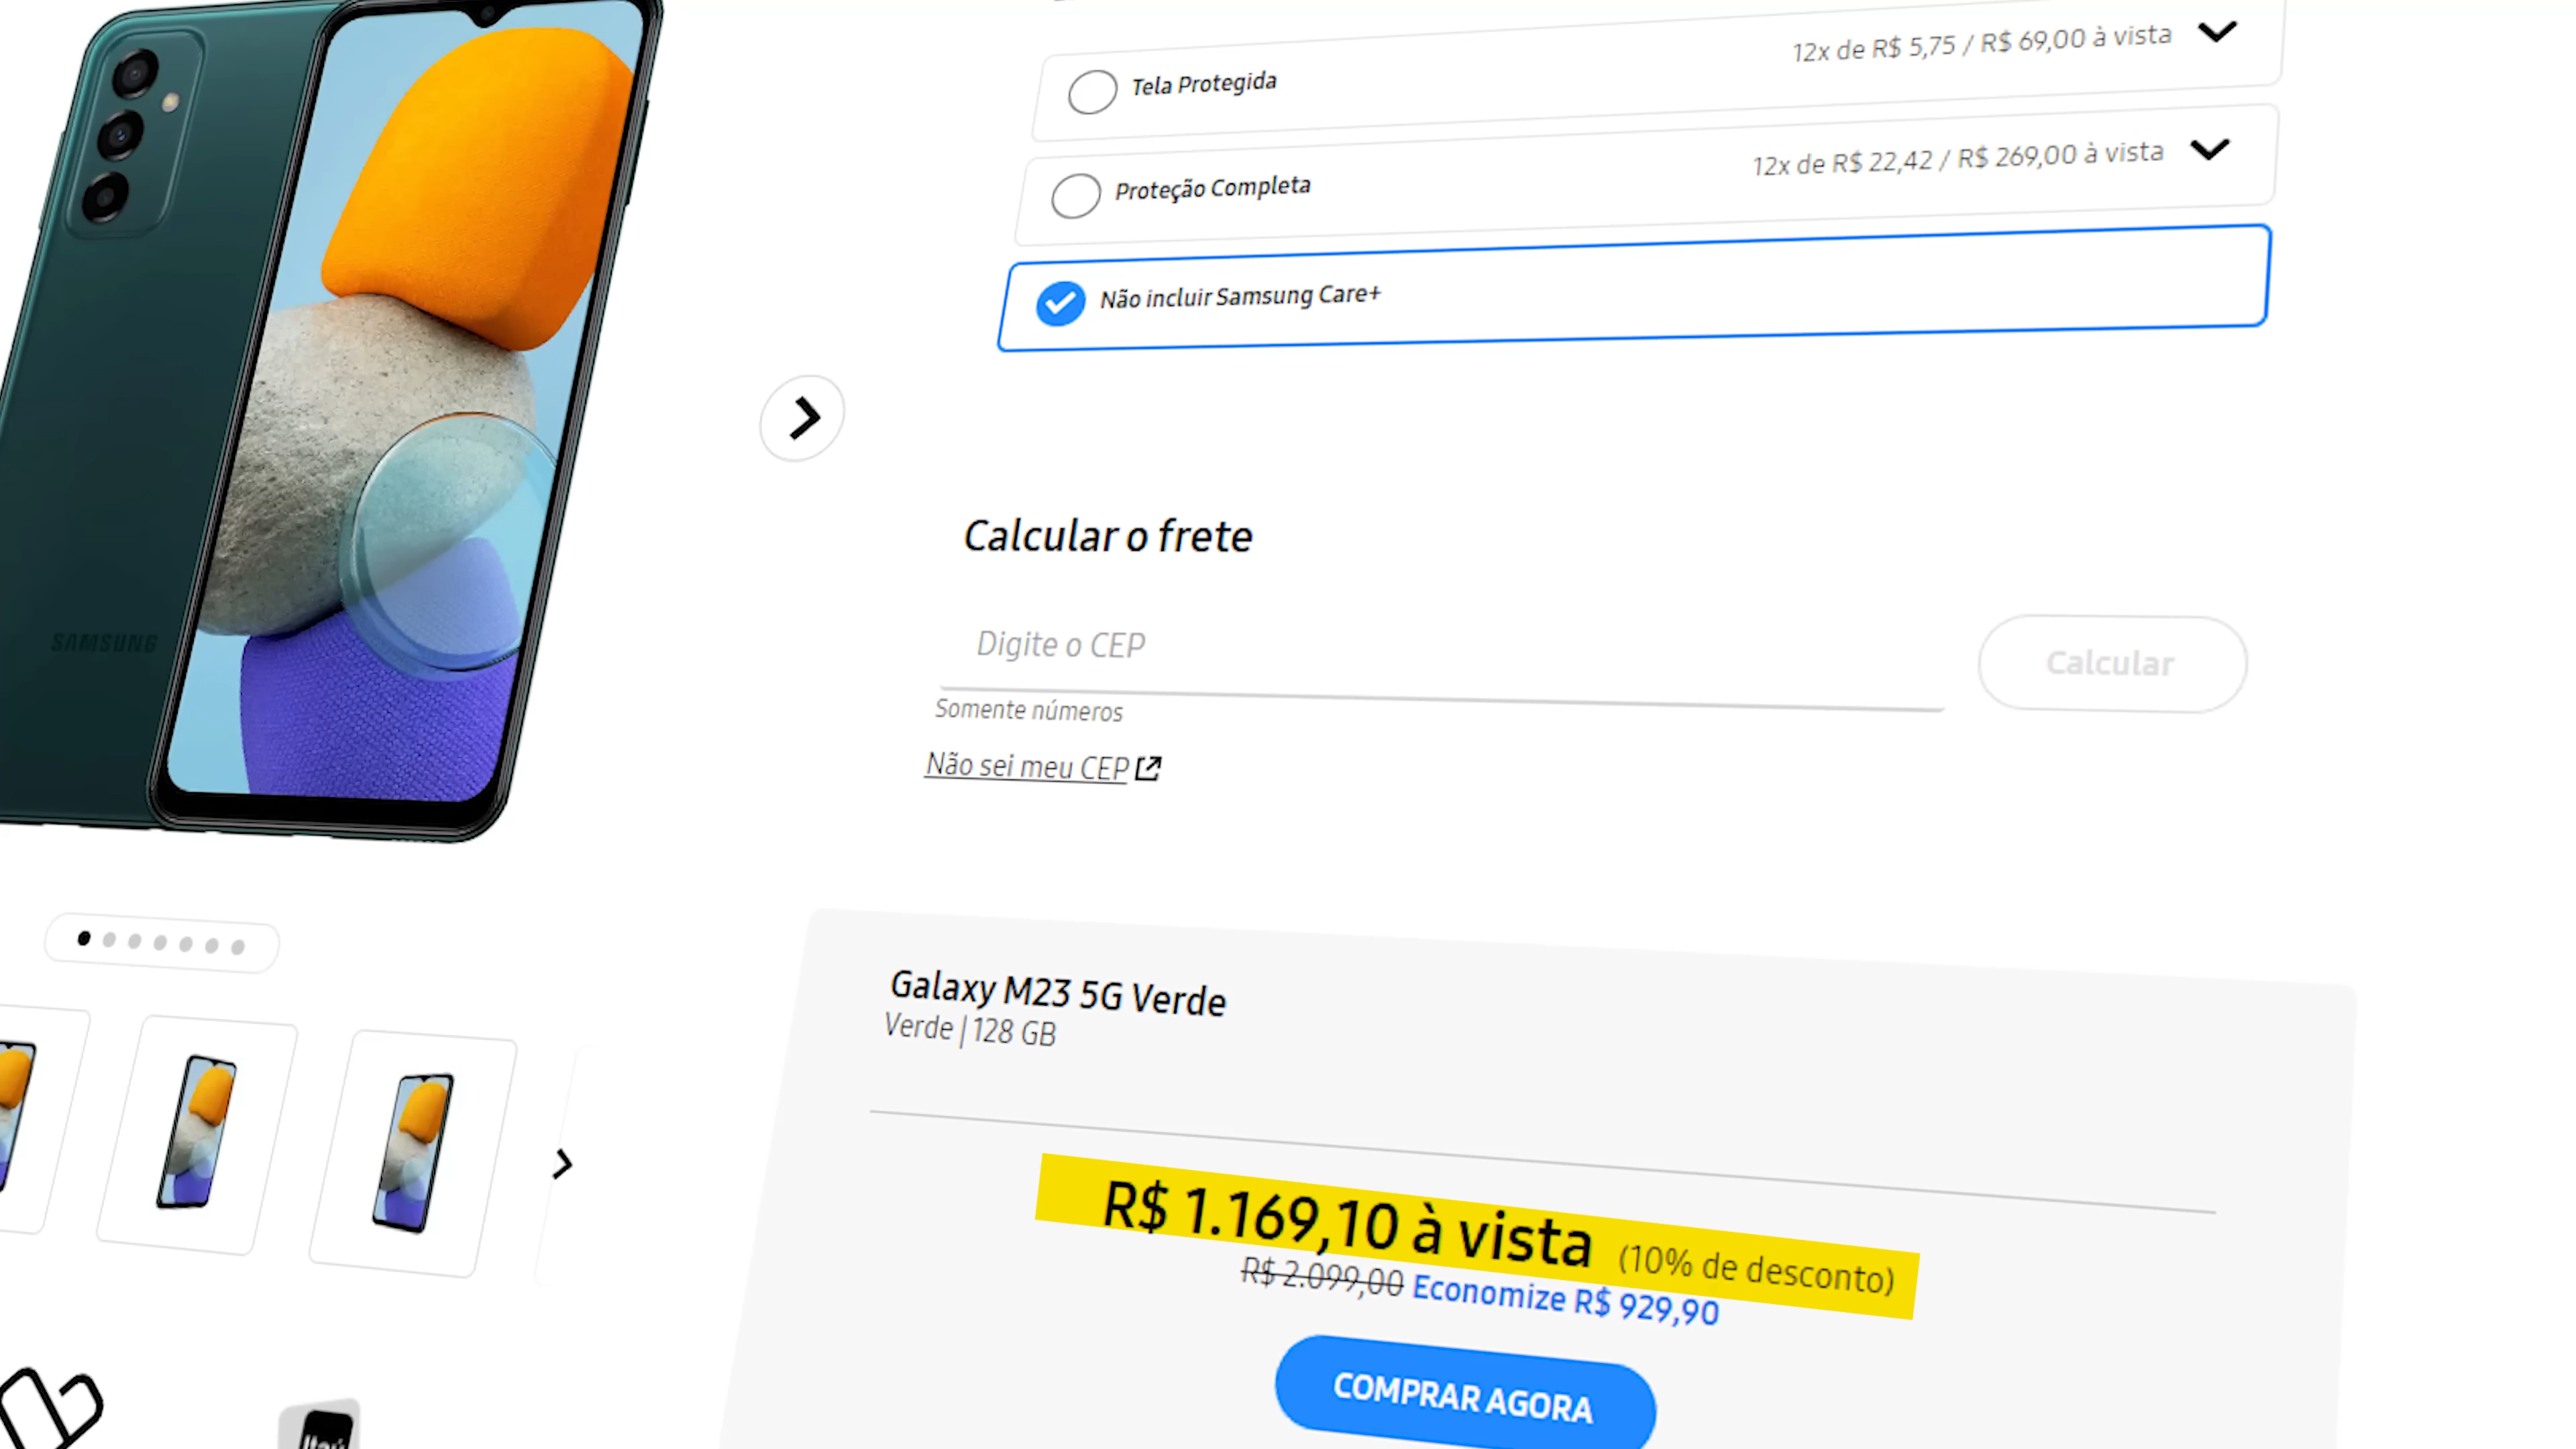 12x de R$ 5,75 / R$ 69,00 à vista
Tela Protegida
12x de R$ 22,42 / R$ 269,00 à vista
Proteção Completa
Não incluir Samsung Care+
Calcular o frete
Digite o CEP
Calcular
Somente números
Não sei meu CEP
SAMSUNG
Galaxy M23 5G Verde
Verde | 128 GB
R$ 1.169,10 à vista (10% de desconto)
R$ 2.099,00 Economize R$ 929,90
COMPRAR AGORA